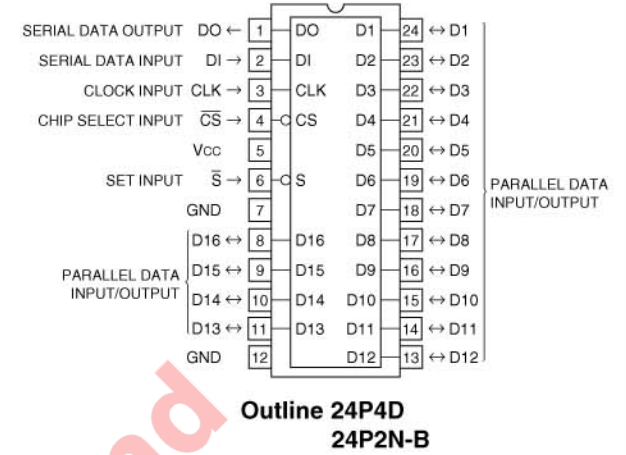 SERIAL DATA OUTPUT DO ← 1 DO D1 24 ↔ D1
SERIAL DATA INPUT DI → 2 DI D2 23 ↔ D2
CLOCK INPUT CLK → 3 CLK D3 22 ↔ D3
CHIP SELECT INPUT C̅S̅ → 4 CS D4 21 ↔ D4
VCC 5 D5 20 ↔ D5
SET INPUT S̅ → 6 S D6 19 ↔ D6
GND 7 D7 18 ↔ D7
D16 ↔ 8 D16 D8 17 ↔ D8
D15 ↔ 9 D15 D9 16 ↔ D9
D14 ↔ 10 D14 D10 15 ↔ D10
D13 ↔ 11 D13 D11 14 ↔ D11
GND 12 D12 13 ↔ D12
PARALLEL DATA
INPUT/OUTPUT
PARALLEL DATA
INPUT/OUTPUT
Outline 24P4D
24P2N-B